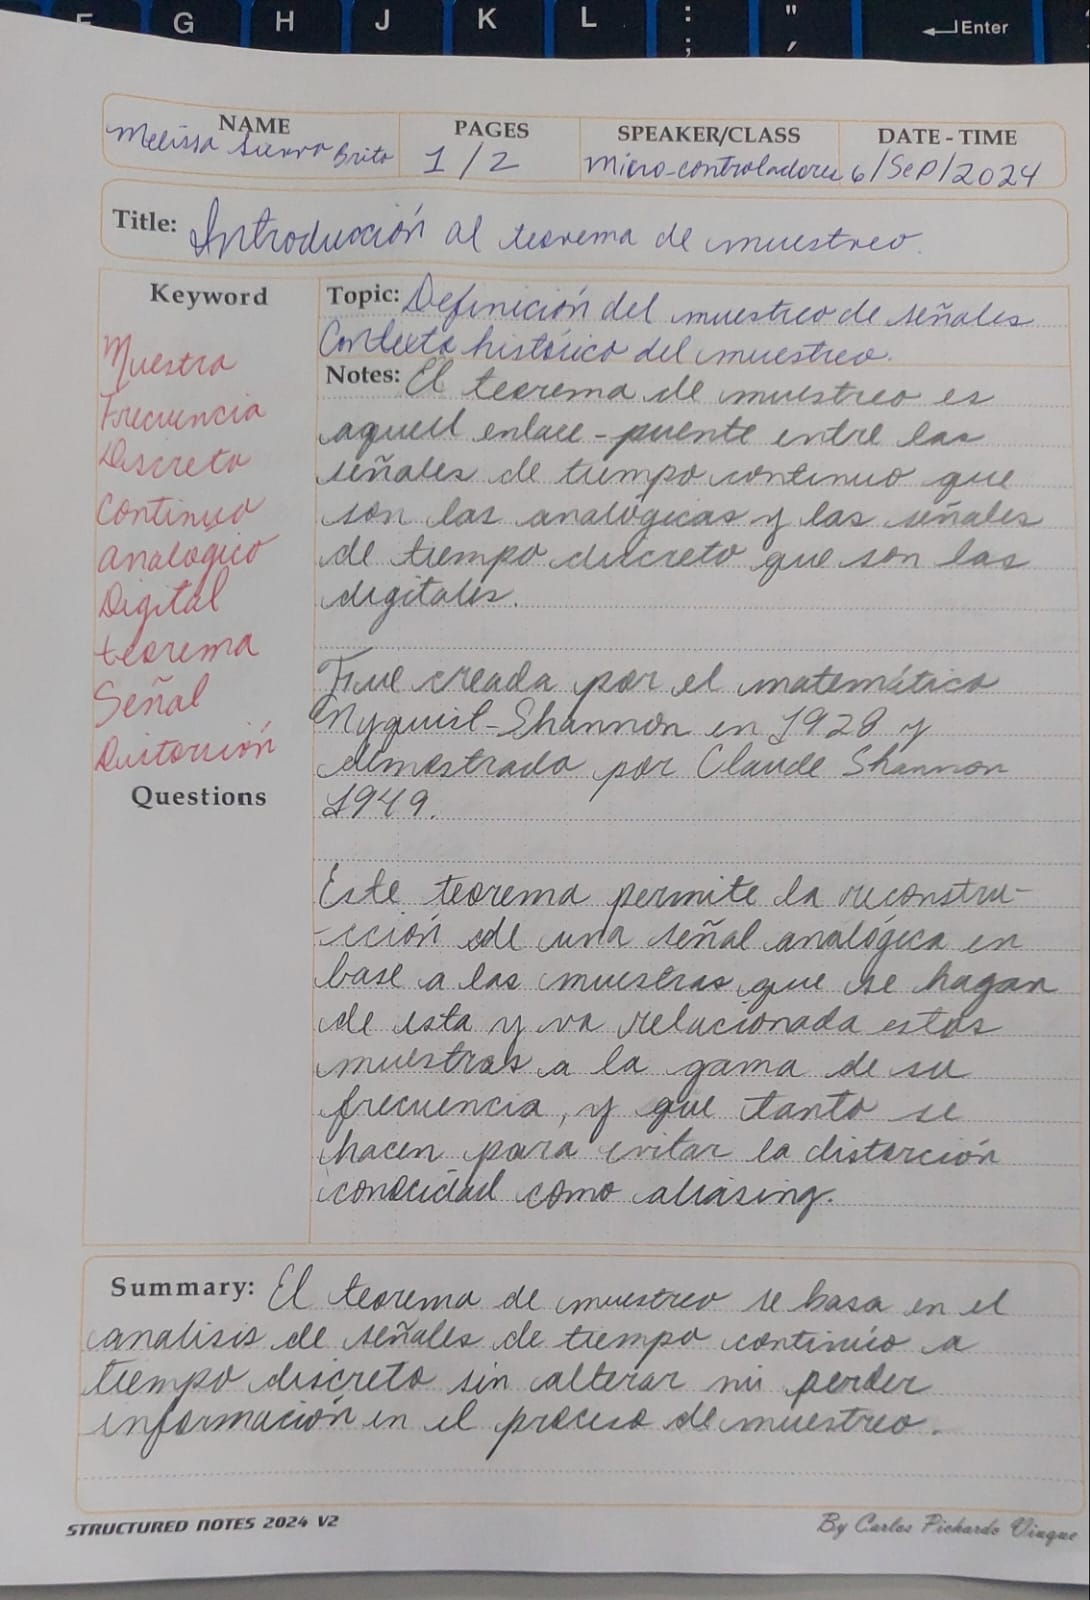 F G H J K L : ; " ' Enter
NAME PAGES SPEAKER/CLASS DATE - TIME
Melissa Sierra Brito 1/2 Micro-controladores 6/Sep/2024
Title: Introducción al teorema de muestreo.
Keyword
Muestra
Frecuencia
Discreto
Continuo
analogico
Digital
teorema
Señal
Distorsión
Questions
Topic: Definición del muestreo de señales
Contexto histórico del muestreo.
Notes: El teorema de muestreo es
aquell enlace-puente entre las
señales de tiempo continuo que
son las analógicas y las señales
de tiempo discreto que son las
digitales.
Fue creada por el matemático
Nyquist-Shannon en 1928 y
demostrado por Claude Shannon
1949.
Este teorema permite la reconstru-
-cción de una señal analógica en
base a las muestras que se hagan
de esta y va relacionada estas
muestras a la gama de su
frecuencia, y que tanto se
hacen para evitar la distorción
conocidad como aliasing.
Summary: El teorema de muestreo se basa en el
analisis de señales de tiempo continuo a
tiempo discreto sin alterar ni perder
información en el proceso de muestreo.
STRUCTURED NOTES 2024 V2
By Carlos Pichardo Viuque